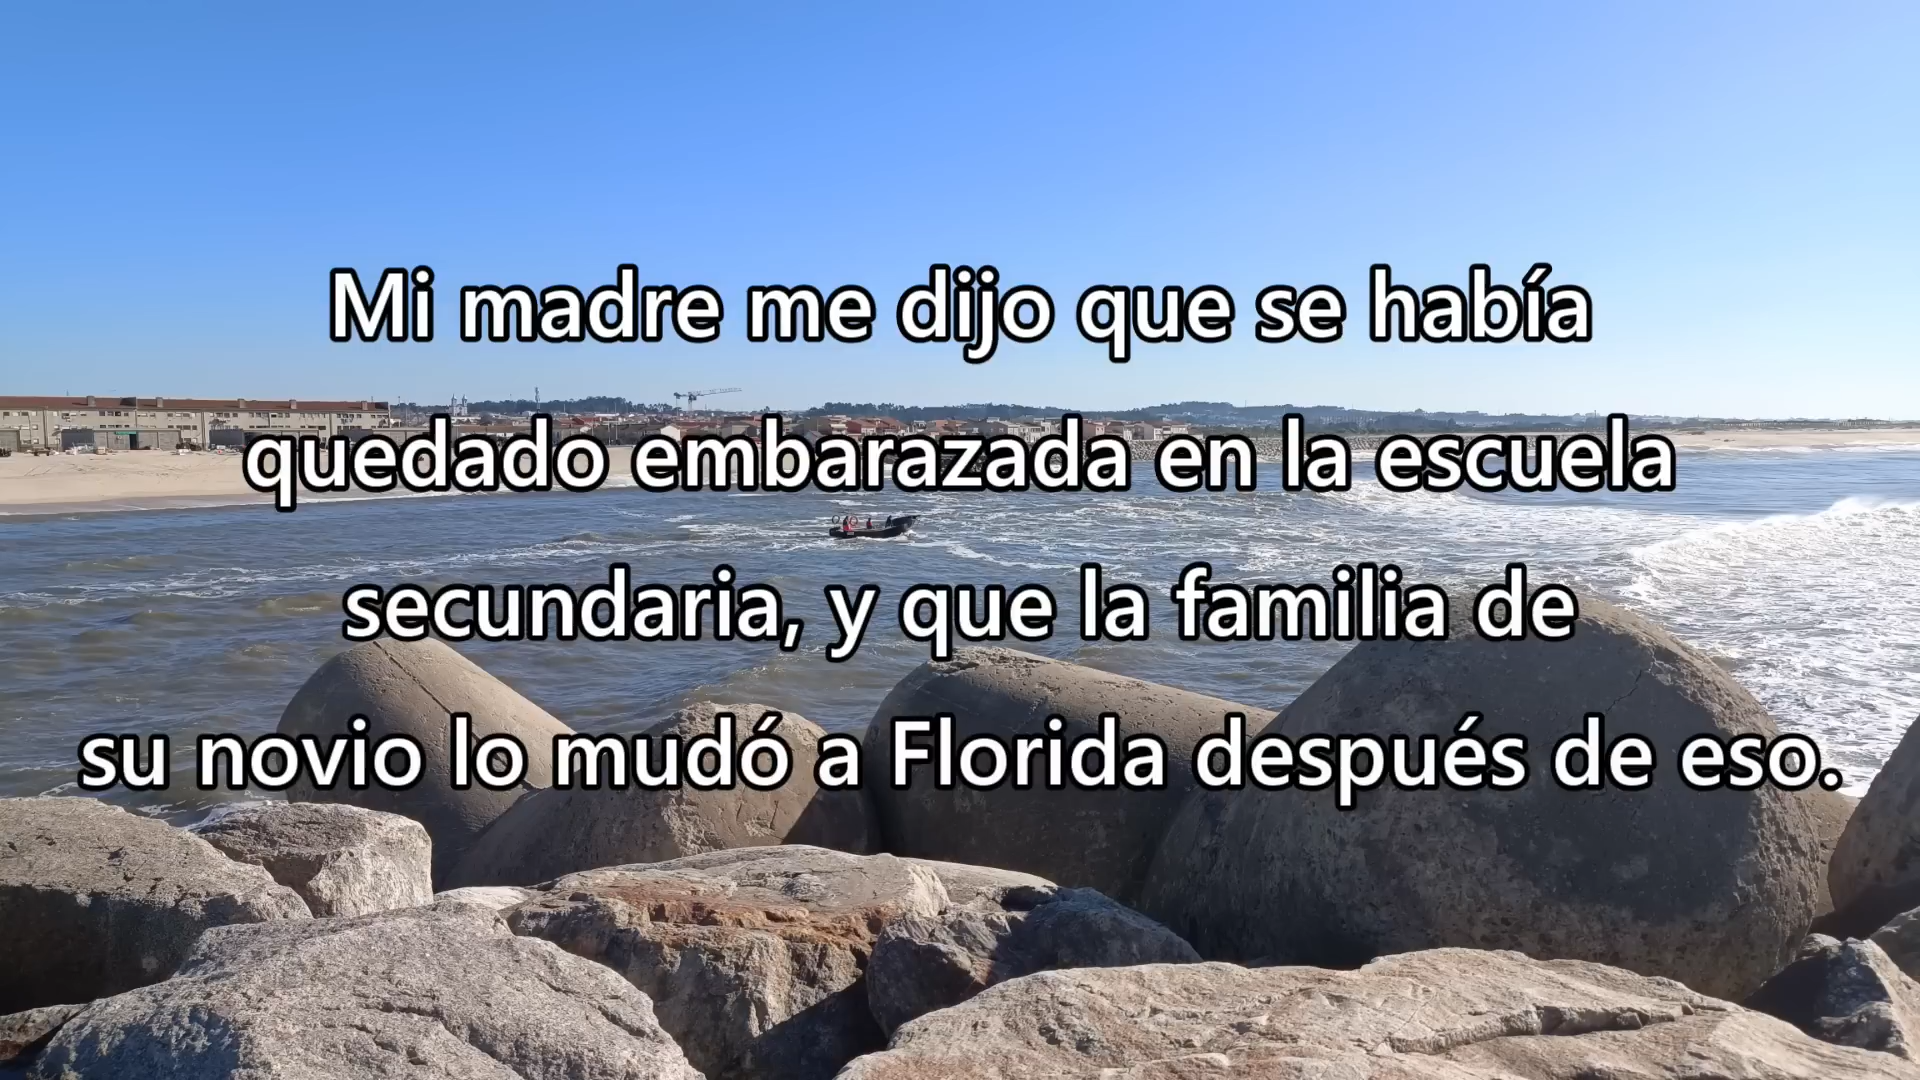 Mi madre me dijo que se había
quedado embarazada en la escuela
secundaria, y que la familia de
su novio lo mudó a Florida después de eso.